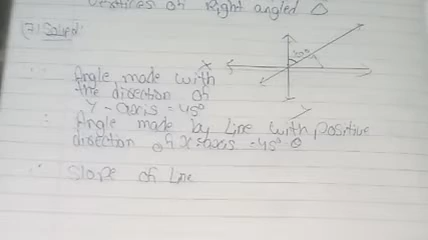 Vertices of Right angled Δ
(7) Solved:
Angle made with
the direction of
Y - axis = 45°
∴ Angle made by Line with positive
direction of X axis = 45° θ
∴ Slope of Line